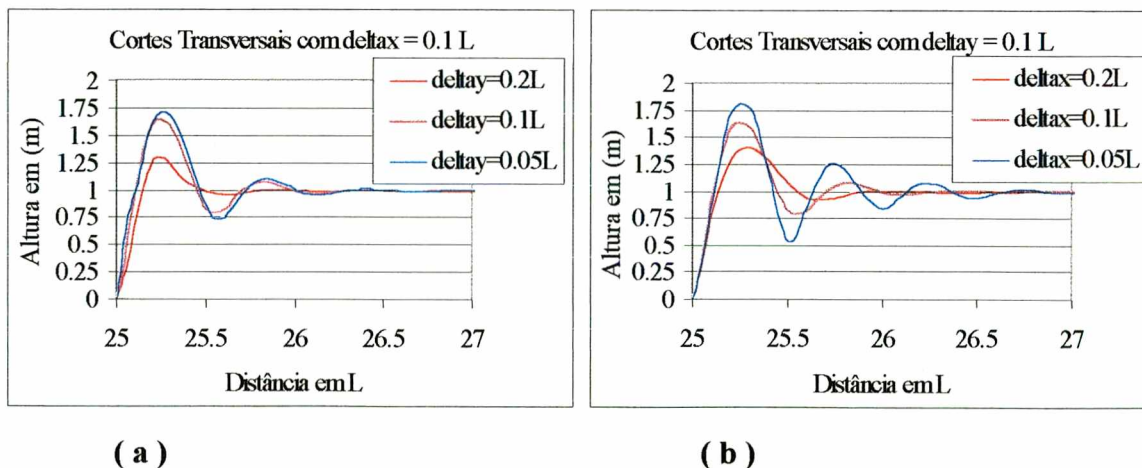 Cortes Transversais com deltax = 0.1 L
deltay=0.2L
deltay=0.1L
deltay=0.05L
Altura em (m)
2
1.75
1.5
1.25
1
0.75
0.5
0.25
0
25
25.5
26
26.5
27
Distância em L
( a )
Cortes Transversais com deltay = 0.1 L
deltax=0.2L
deltax=0.1L
deltax=0.05L
Altura em (m)
2
1.75
1.5
1.25
1
0.75
0.5
0.25
0
25
25.5
26
26.5
27
Distância em L
( b )